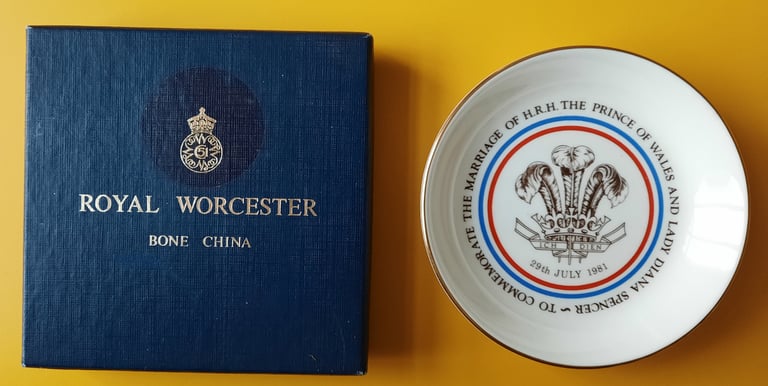 51
ROYAL WORCESTER
BONE CHINA
TO COMMEMORATE THE MARRIAGE OF H.R.H. THE PRINCE OF WALES AND LADY DIANA SPENCER ~
ICH DIEN
29th JULY 1981